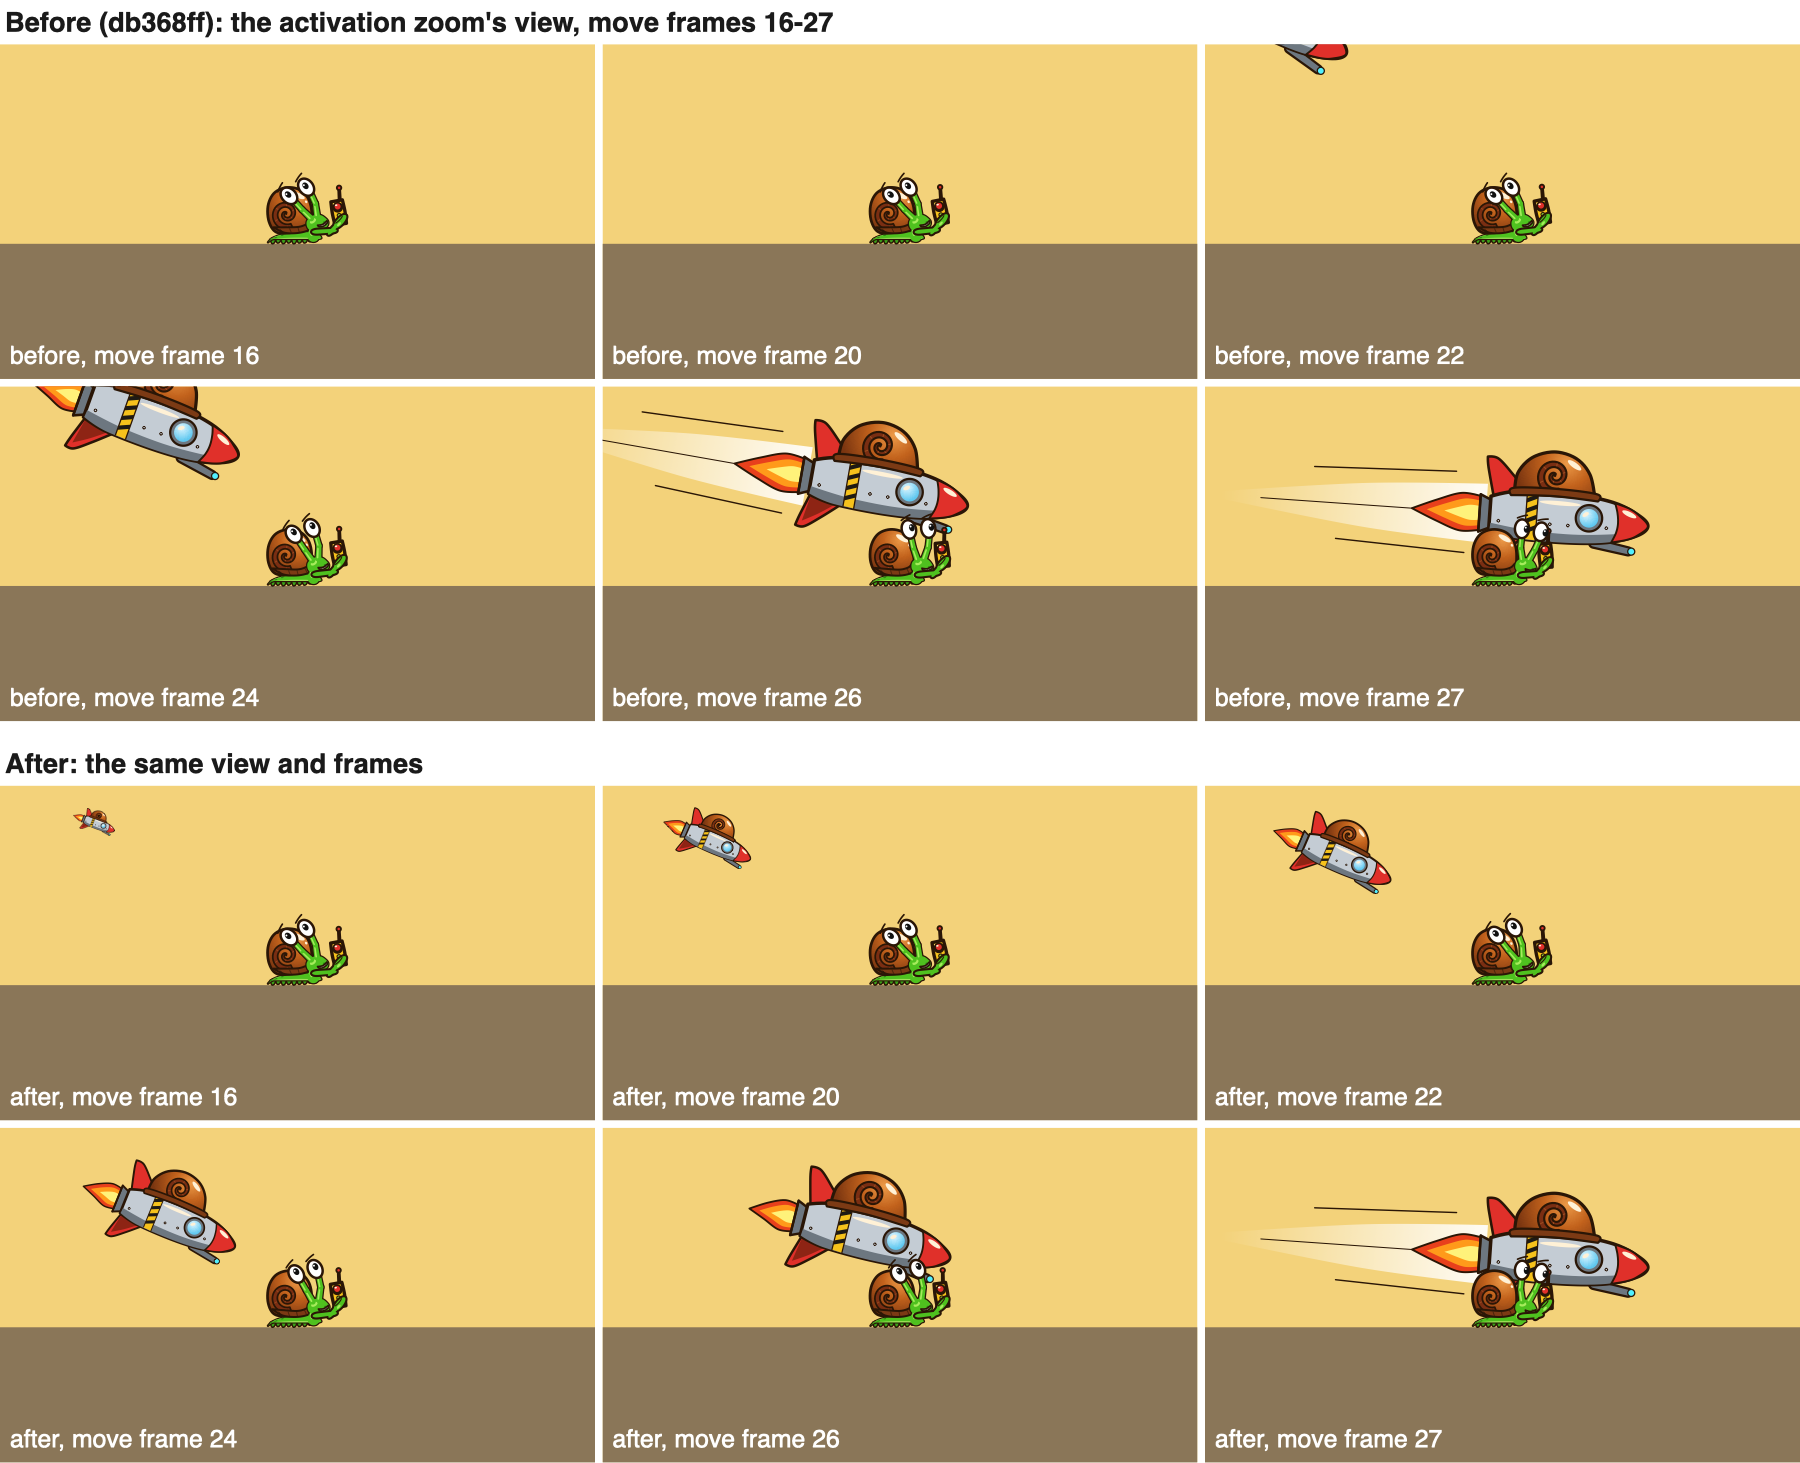 Before (db368ff): the activation zoom's view, move frames 16-27
before, move frame 16
before, move frame 20
before, move frame 22
before, move frame 24
before, move frame 26
before, move frame 27
After: the same view and frames
after, move frame 16
after, move frame 20
after, move frame 22
after, move frame 24
after, move frame 26
after, move frame 27